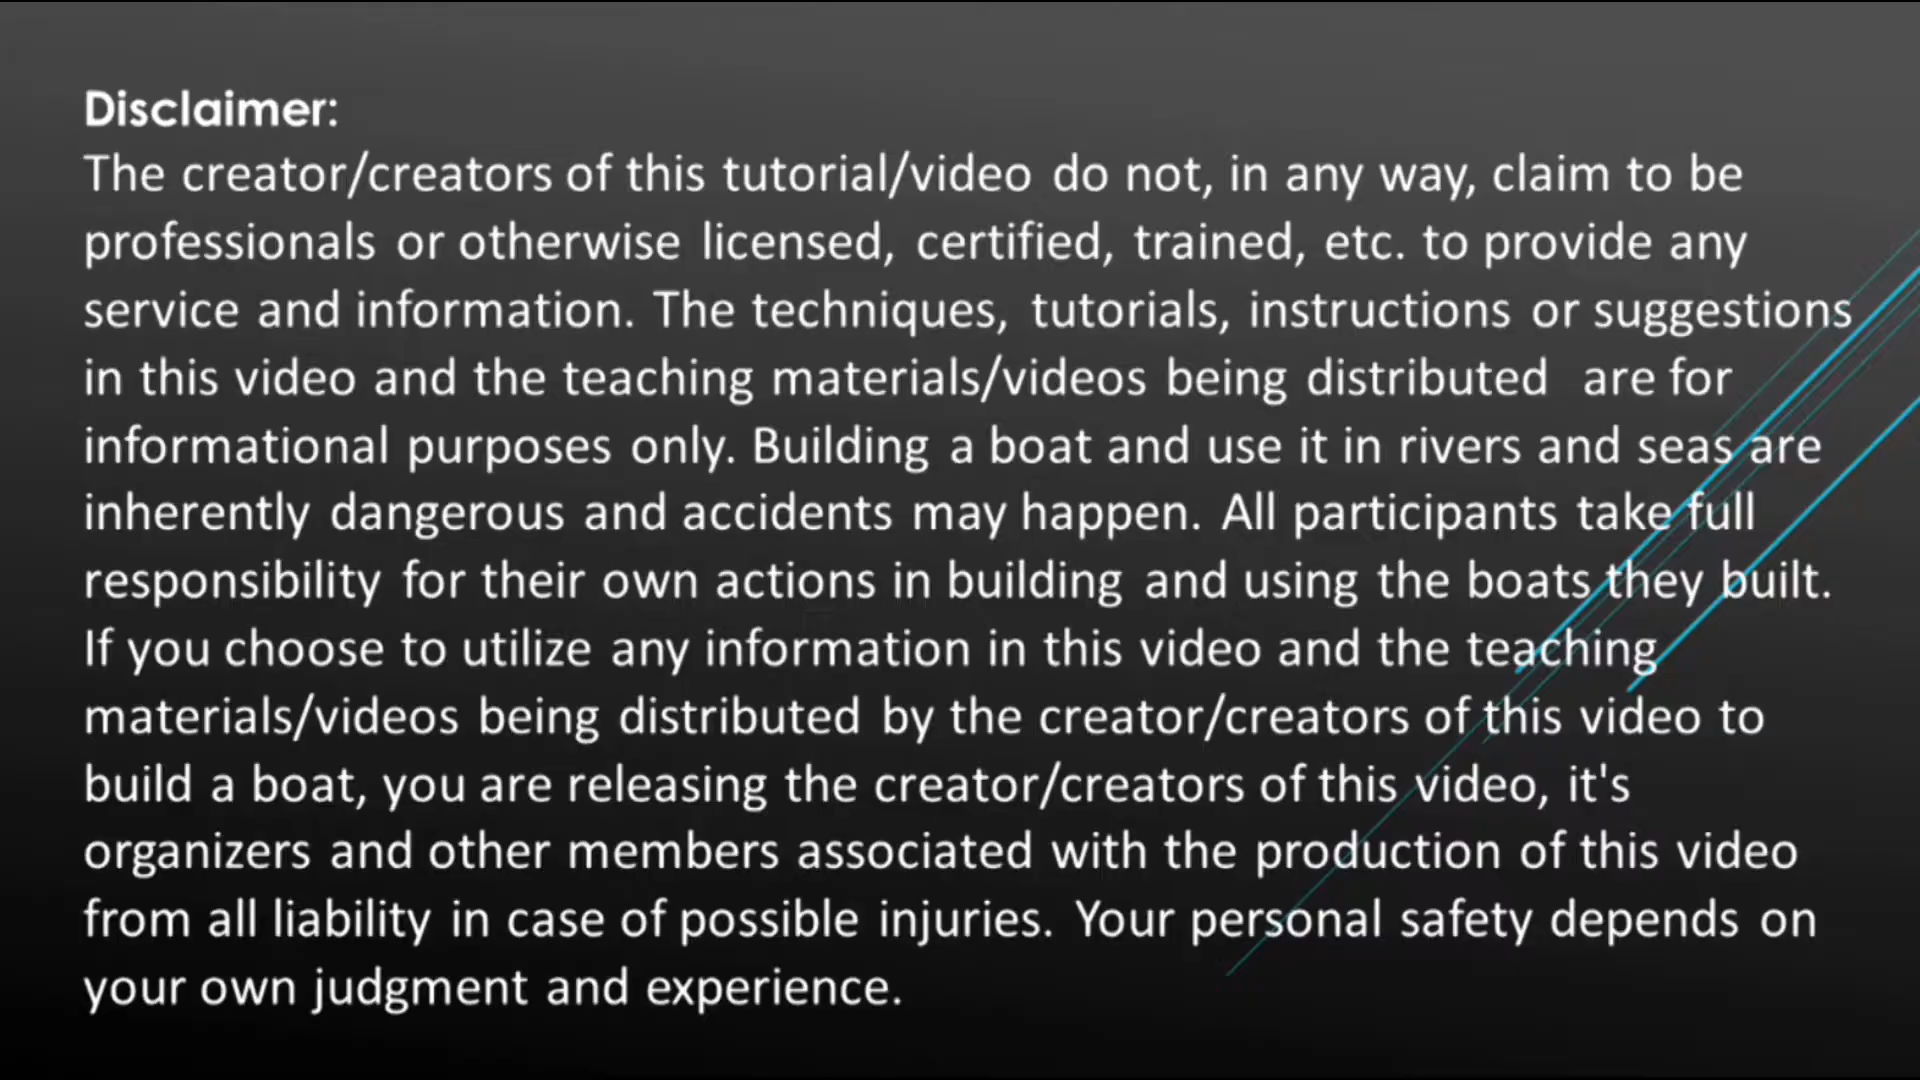 Disclaimer:
The creator/creators of this tutorial/video do not, in any way, claim to be
professionals or otherwise licensed, certified, trained, etc. to provide any
service and information. The techniques, tutorials, instructions or suggestions
in this video and the teaching materials/videos being distributed are for
informational purposes only. Building a boat and use it in rivers and seas are
inherently dangerous and accidents may happen. All participants take full
responsibility for their own actions in building and using the boats they built.
If you choose to utilize any information in this video and the teaching
materials/videos being distributed by the creator/creators of this video to
build a boat, you are releasing the creator/creators of this video, it's
organizers and other members associated with the production of this video
from all liability in case of possible injuries. Your personal safety depends on
your own judgment and experience.